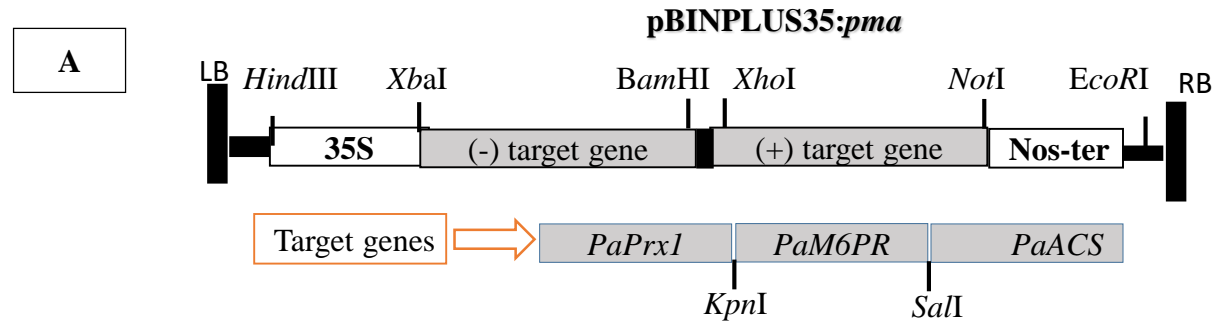 pBINPLUS35:pma
A
LB
HindIII XbaI BamHI XhoI NotI EcoRI
RB
35S (-) target gene (+) target gene Nos-ter
Target genes PaPrx1 PaM6PR PaACS
KpnI SalI